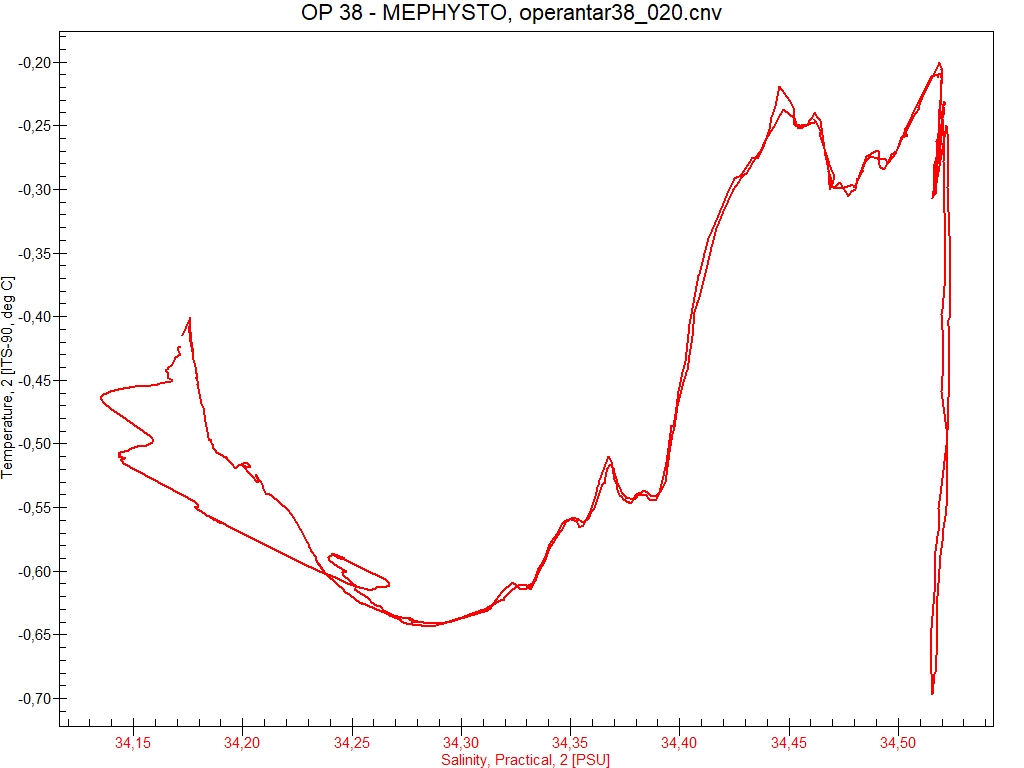 OP 38 - MEPHYSTO, operantar38_020.cnv
-0,20
-0,25
-0,30
-0,35
-0,40
-0,45
-0,50
-0,55
-0,60
-0,65
-0,70
Temperature, 2 [ITS-90, deg C]
34,15 34,20 34,25 34,30 34,35 34,40 34,45 34,50
Salinity, Practical, 2 [PSU]